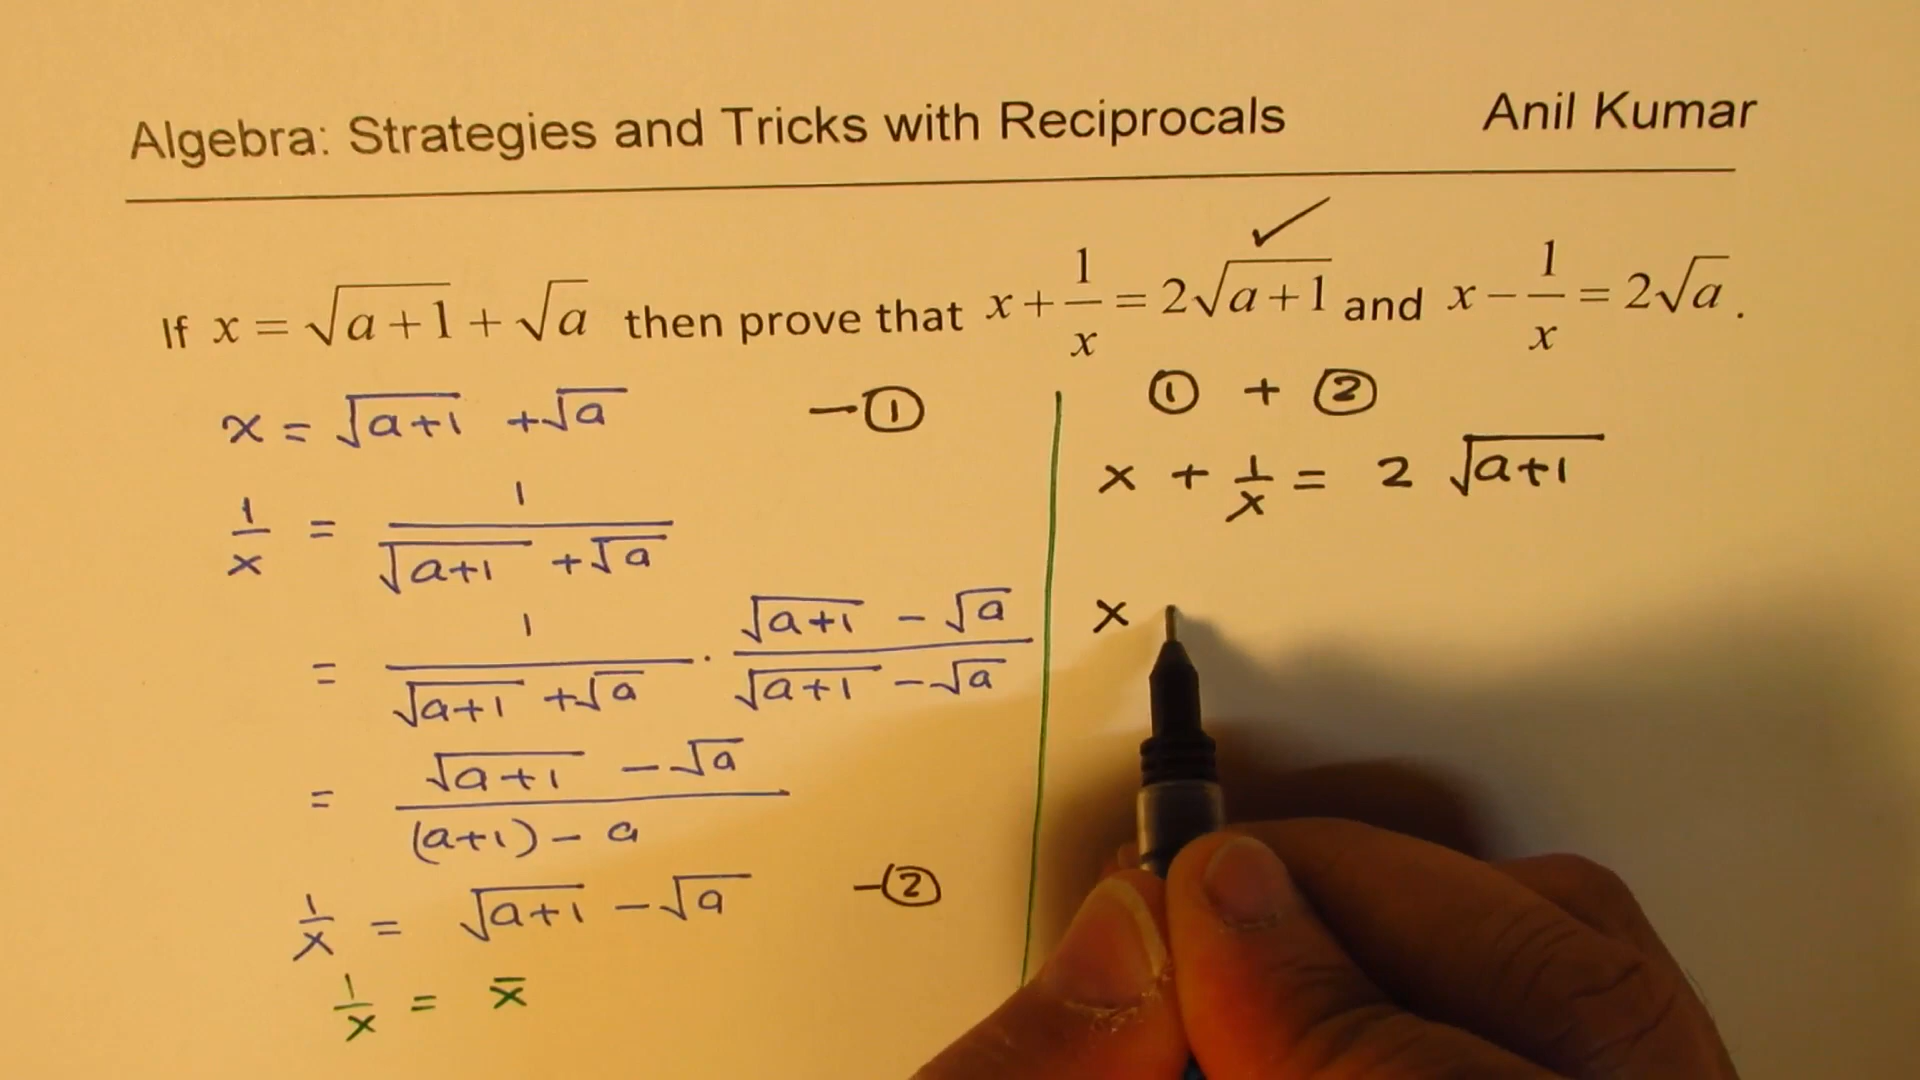 Algebra: Strategies and Tricks with Reciprocals Anil Kumar
If x = √(a+1) + √a then prove that x + 1/x = 2√(a+1) and x − 1/x = 2√a .
x = √(a+1) + √a − ①
1/x = 1/(√(a+1) + √a)
= 1/(√(a+1) + √a) · (√(a+1) − √a)/(√(a+1) − √a)
= (√(a+1) − √a)/((a+1) − a)
1/x = √(a+1) − √a − ②
1/x = x̄
① + ②
x + 1/x = 2 √(a+1)
x